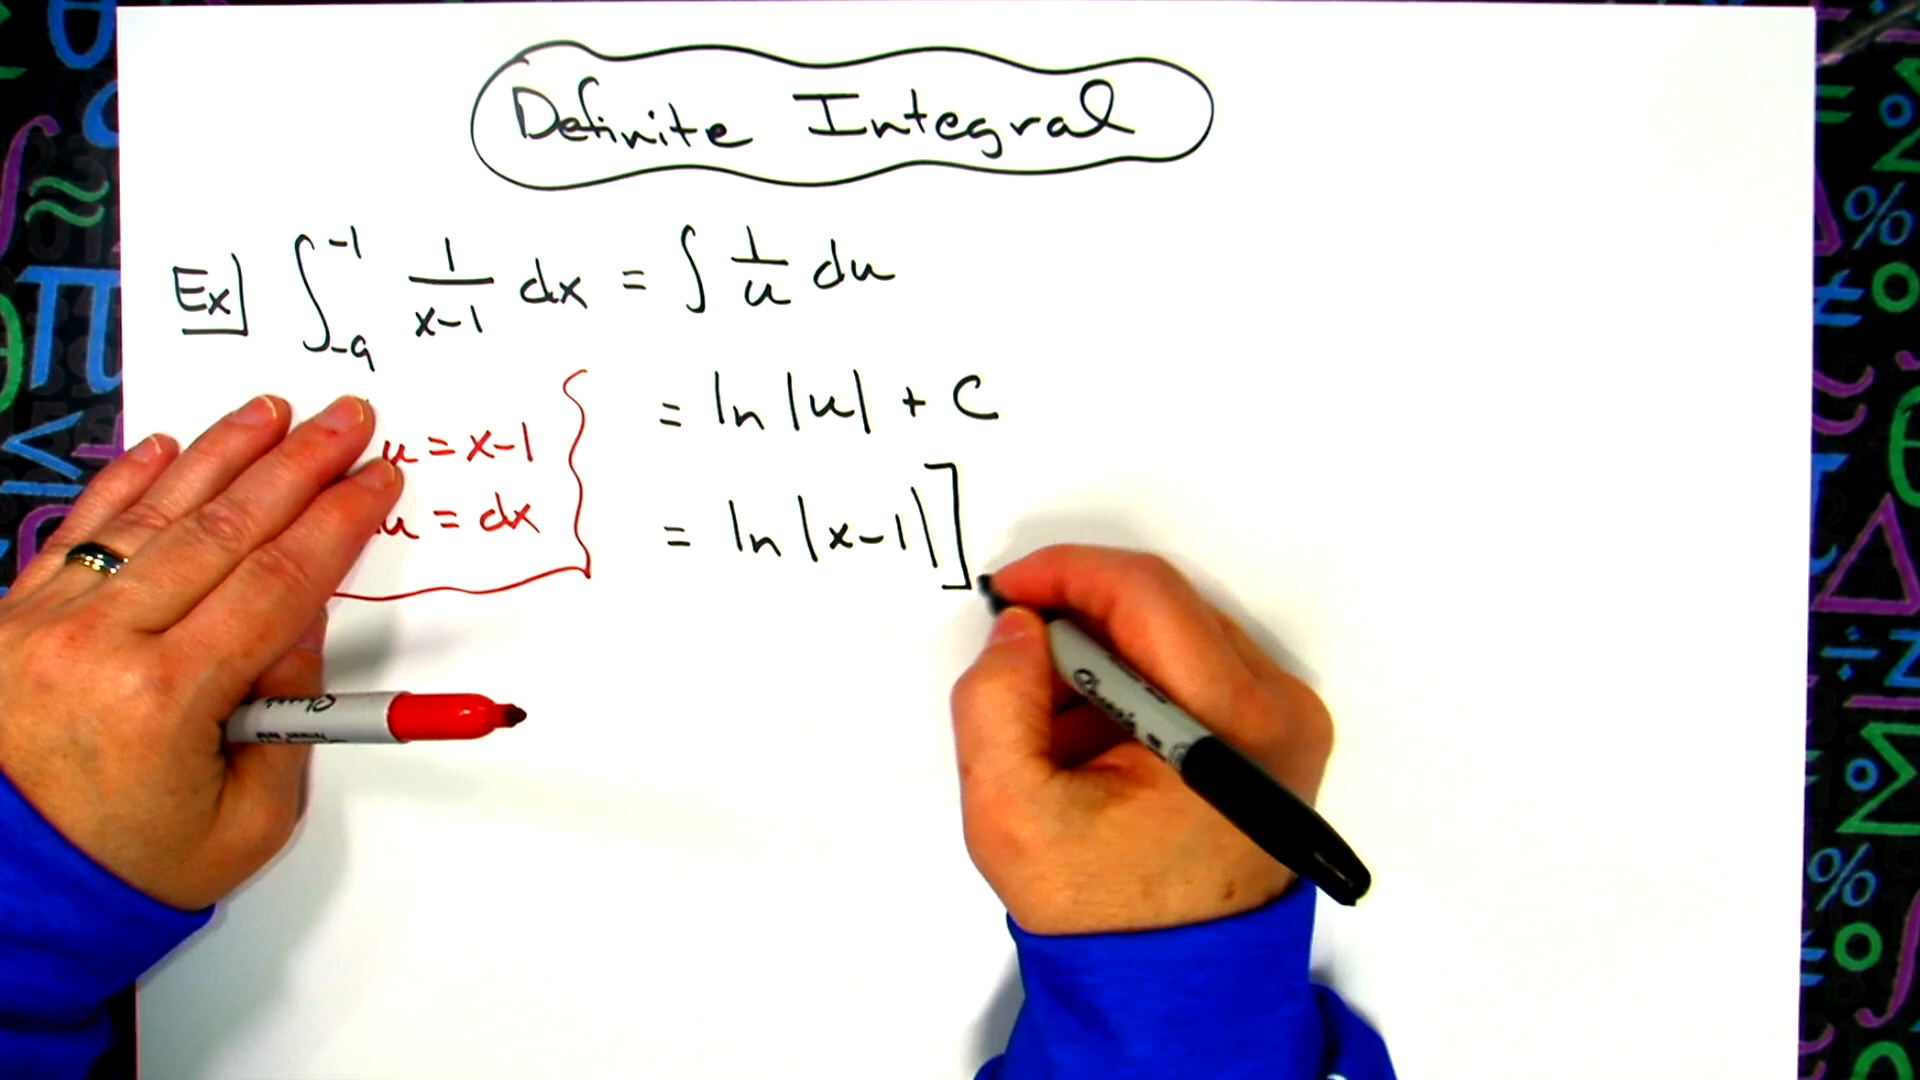 Definite Integral
Ex] ∫_{-9}^{-1} 1/(x-1) dx = ∫ 1/u du
= ln |u| + C
u = x-1
u = dx
= ln |x-1| ]